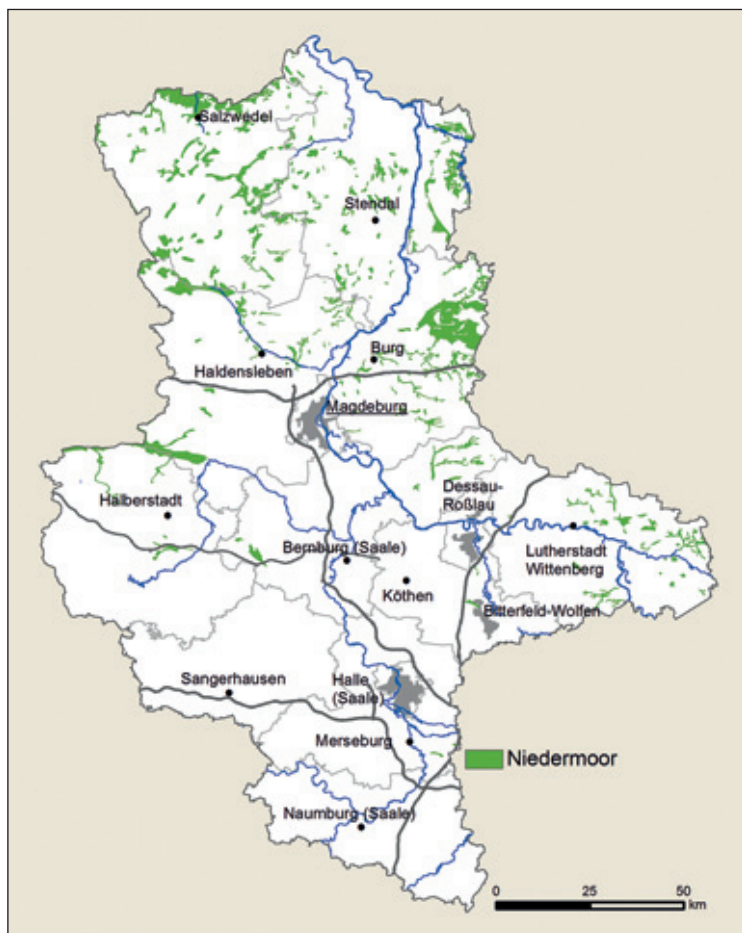 Salzwedel
Stendal
Burg
Haldensleben
Magdeburg
Halberstadt
Dessau-
Roßlau
Lutherstadt
Wittenberg
Bernburg (Saale)
Köthen
Bitterfeld-Wolfen
Sangerhausen
Halle
(Saale)
Merseburg
Niedermoor
Naumburg (Saale)
0 25 50
km